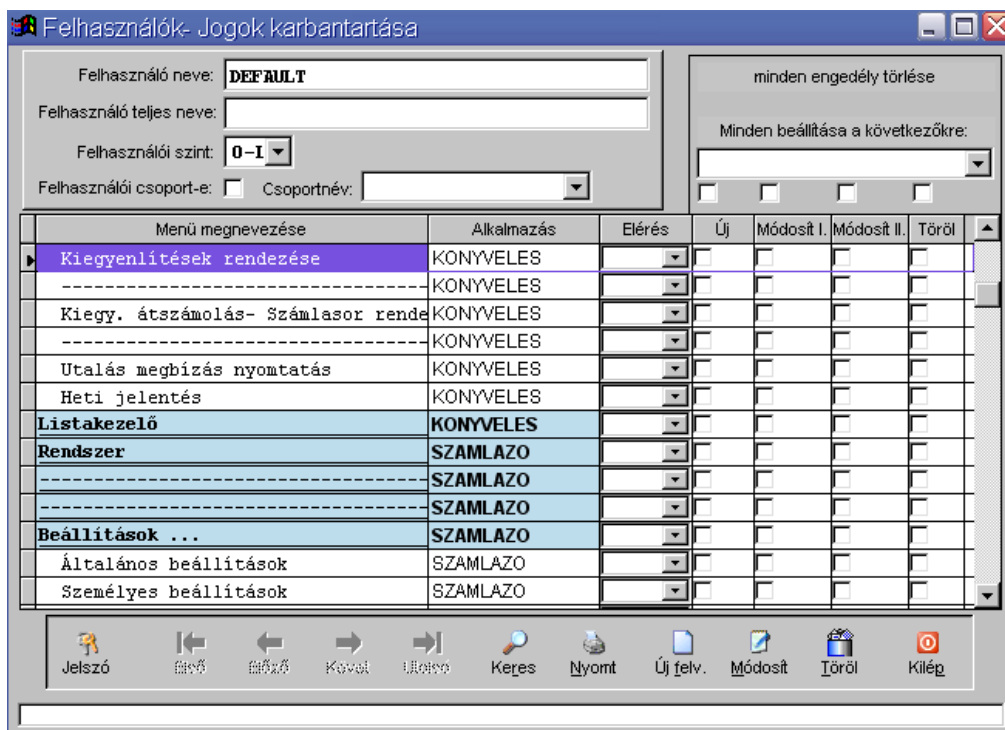 Felhasználók- Jogok karbantartása
Felhasználó neve: DEFAULT
Felhasználó teljes neve:
Felhasználói szint: 0-I
Felhasználói csoport-e: Csoportnév:
minden engedély törlése
Minden beállítása a következőkre:
Menü megnevezése Alkalmazás Elérés Új Módosít I. Módosít II. Töröl
Kiegyenlítések rendezése KONYVELES
---------------------------------- KONYVELES
Kiegy. átszámolás- Számlasor rende KONYVELES
---------------------------------- KONYVELES
Utalás megbízás nyomtatás KONYVELES
Heti jelentés KONYVELES
Listakezelő KONYVELES
Rendszer SZAMLAZO
------------------------------------ SZAMLAZO
------------------------------------ SZAMLAZO
Beállítások ... SZAMLAZO
Általános beállítások SZAMLAZO
Személyes beállítások SZAMLAZO
Jelszó Első Előző Követ Utolsó Keres Nyomt Új felv. Módosít Töröl Kilép